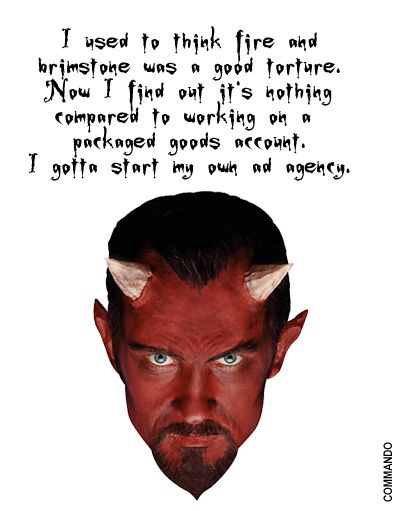 I used to think fire and
brimstone was a good torture.
Now I find out it's nothing
compared to working on a
packaged goods account.
I gotta start my own ad agency.
COMMANDO